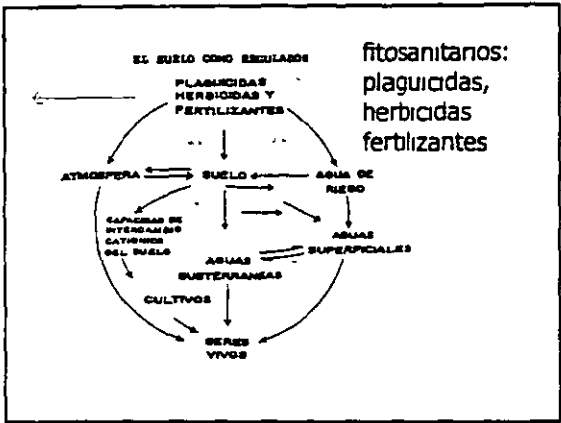 EL SUELO COMO REGULADOR
PLAGUICIDAS
HERBICIDAS Y
FERTILIZANTES
fitosanitarios:
plaguicidas,
herbicidas
fertilizantes
ATMOSFERA
SUELO
AGUA DE
RIEGO
CAPACIDAD DE
INTERCAMBIO
CATIONICO
DEL SUELO
AGUAS
SUPERFICIALES
AGUAS
SUBTERRANEAS
CULTIVOS
SERES
VIVOS